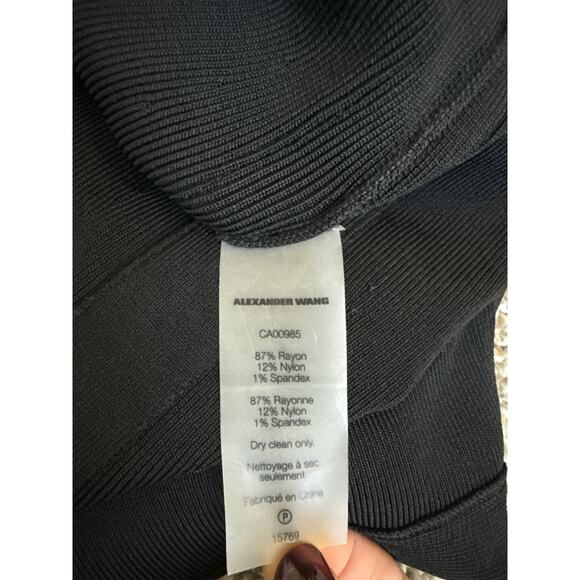 ALEXANDER WANG
CA00985
87% Rayon
12% Nylon
1% Spandex
87% Rayonne
12% Nylon
1% Spandex
Dry clean only.
Nettoyage à sec
seulement.
Fabriqué en China
P
15769